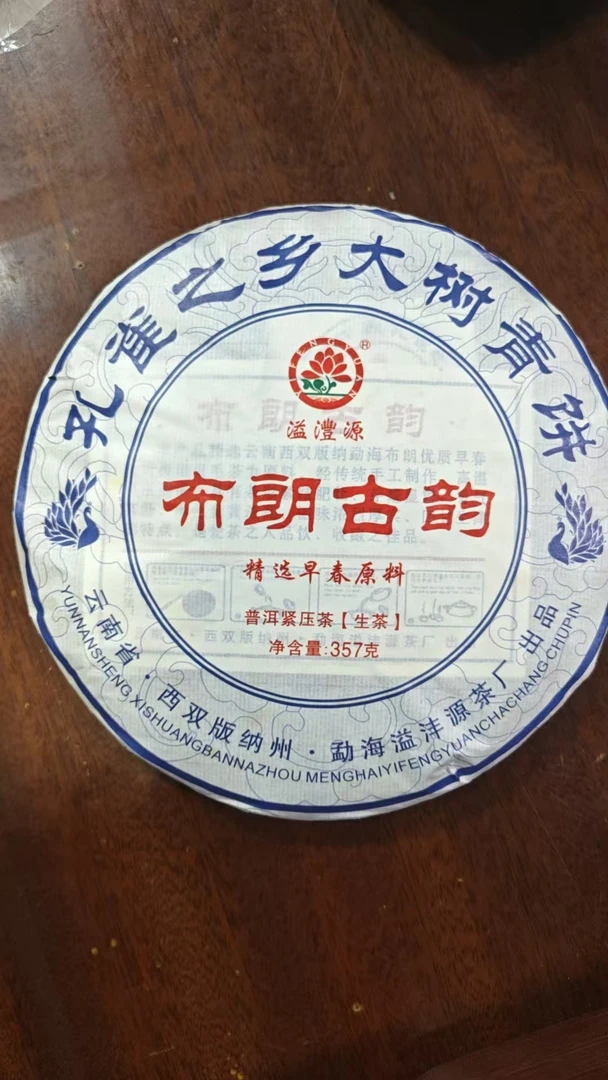 孔雀之乡大树青饼
YIFENGYUAN
®
溢灃源
布朗古韵
精选早春原料
普洱紧压茶【生茶】
净含量:357克
云南省·西双版纳州·勐海溢沣源茶厂出品
YUNNANSHENG XISHUANGBANNAZHOU MENGHAIYIFENGYUANCHACHANG CHUPIN